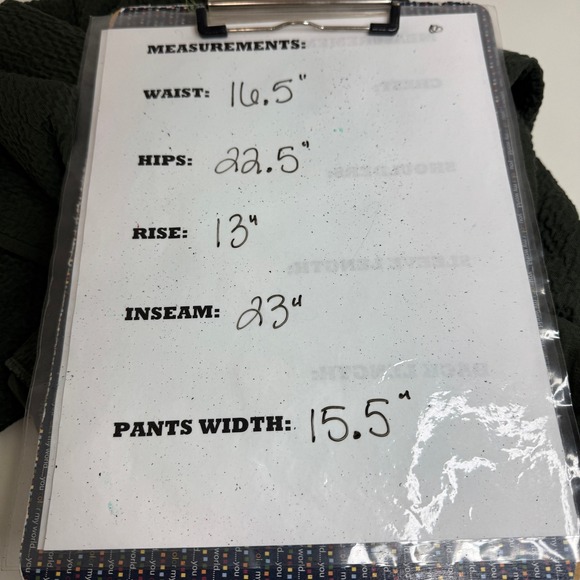 MEASUREMENTS:
WAIST: 16.5"
HIPS: 22.5"
RISE: 13"
INSEAM: 23"
PANTS WIDTH: 15.5"